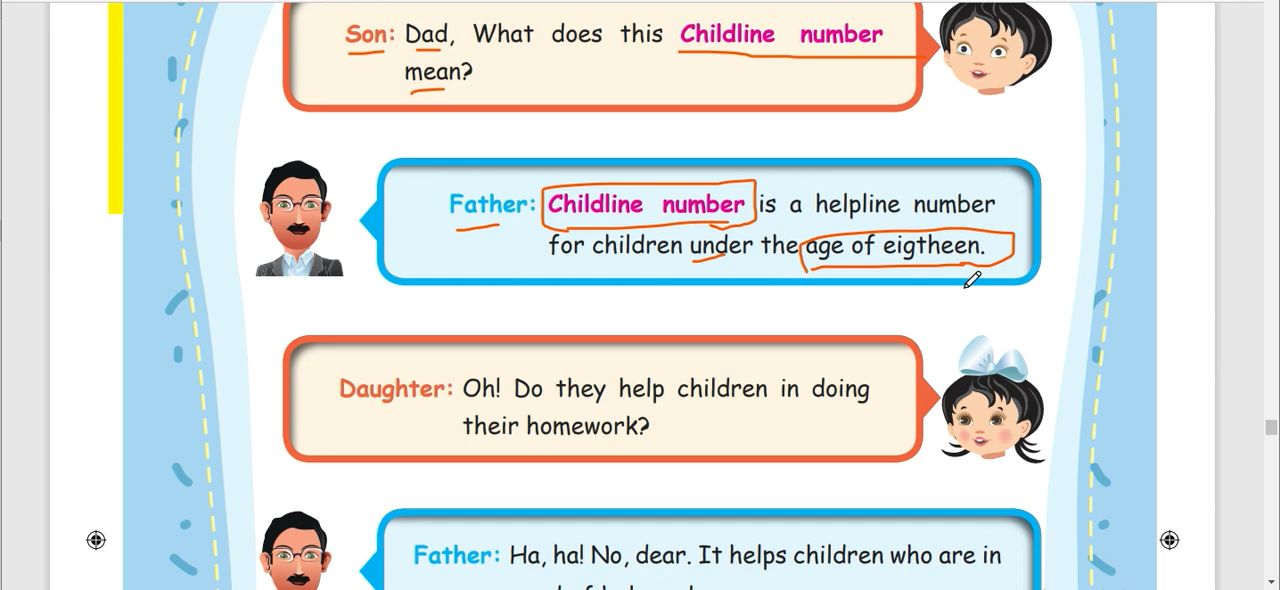 Son: Dad, What does this Childline number
mean?
Father: Childline number is a helpline number
for children under the age of eigtheen.
Daughter: Oh! Do they help children in doing
their homework?
Father: Ha, ha! No, dear. It helps children who are in